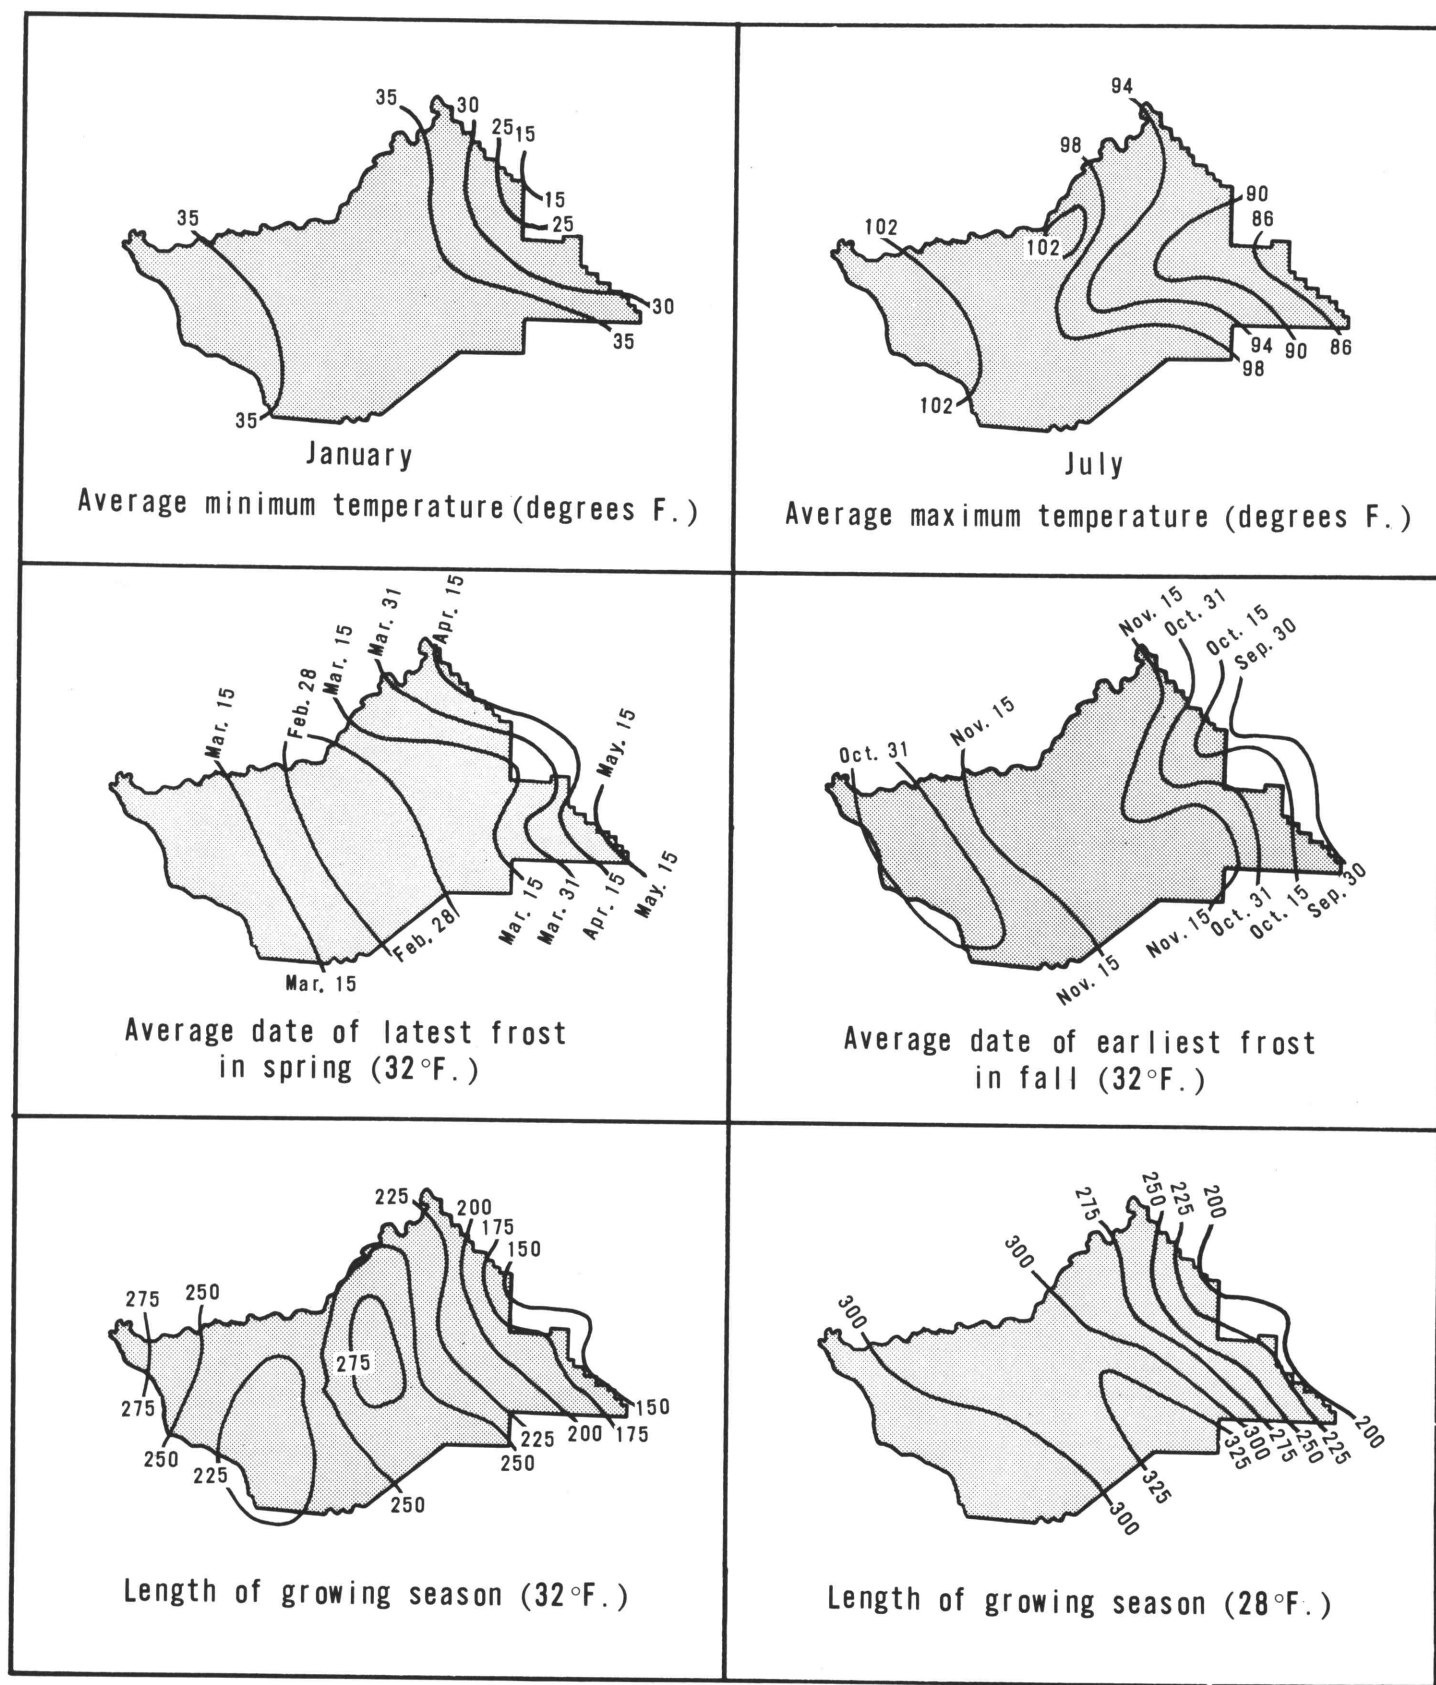 35
30
25
15
15
25
35
30
35
35
January
Average minimum temperature (degrees F.)
94
98
90
86
102
102
94
90
86
98
102
July
Average maximum temperature (degrees F.)
Apr. 15
Mar. 31
Mar. 15
Feb. 28
Mar. 15
May. 15
May. 15
Apr. 15
Mar. 31
Mar. 15
Feb. 28
Mar. 15
Average date of latest frost
in spring (32°F.)
Nov. 15
Oct. 31
Oct. 15
Sep. 30
Nov. 15
Oct. 31
Sep. 30
Oct. 15
Oct. 31
Nov. 15
Nov. 15
Average date of earliest frost
in fall (32°F.)
225
200
175
150
275
250
275
275
150
225
200
175
250
250
225
250
Length of growing season (32°F.)
275
250
225
200
300
300
200
225
250
275
300
325
325
300
Length of growing season (28°F.)